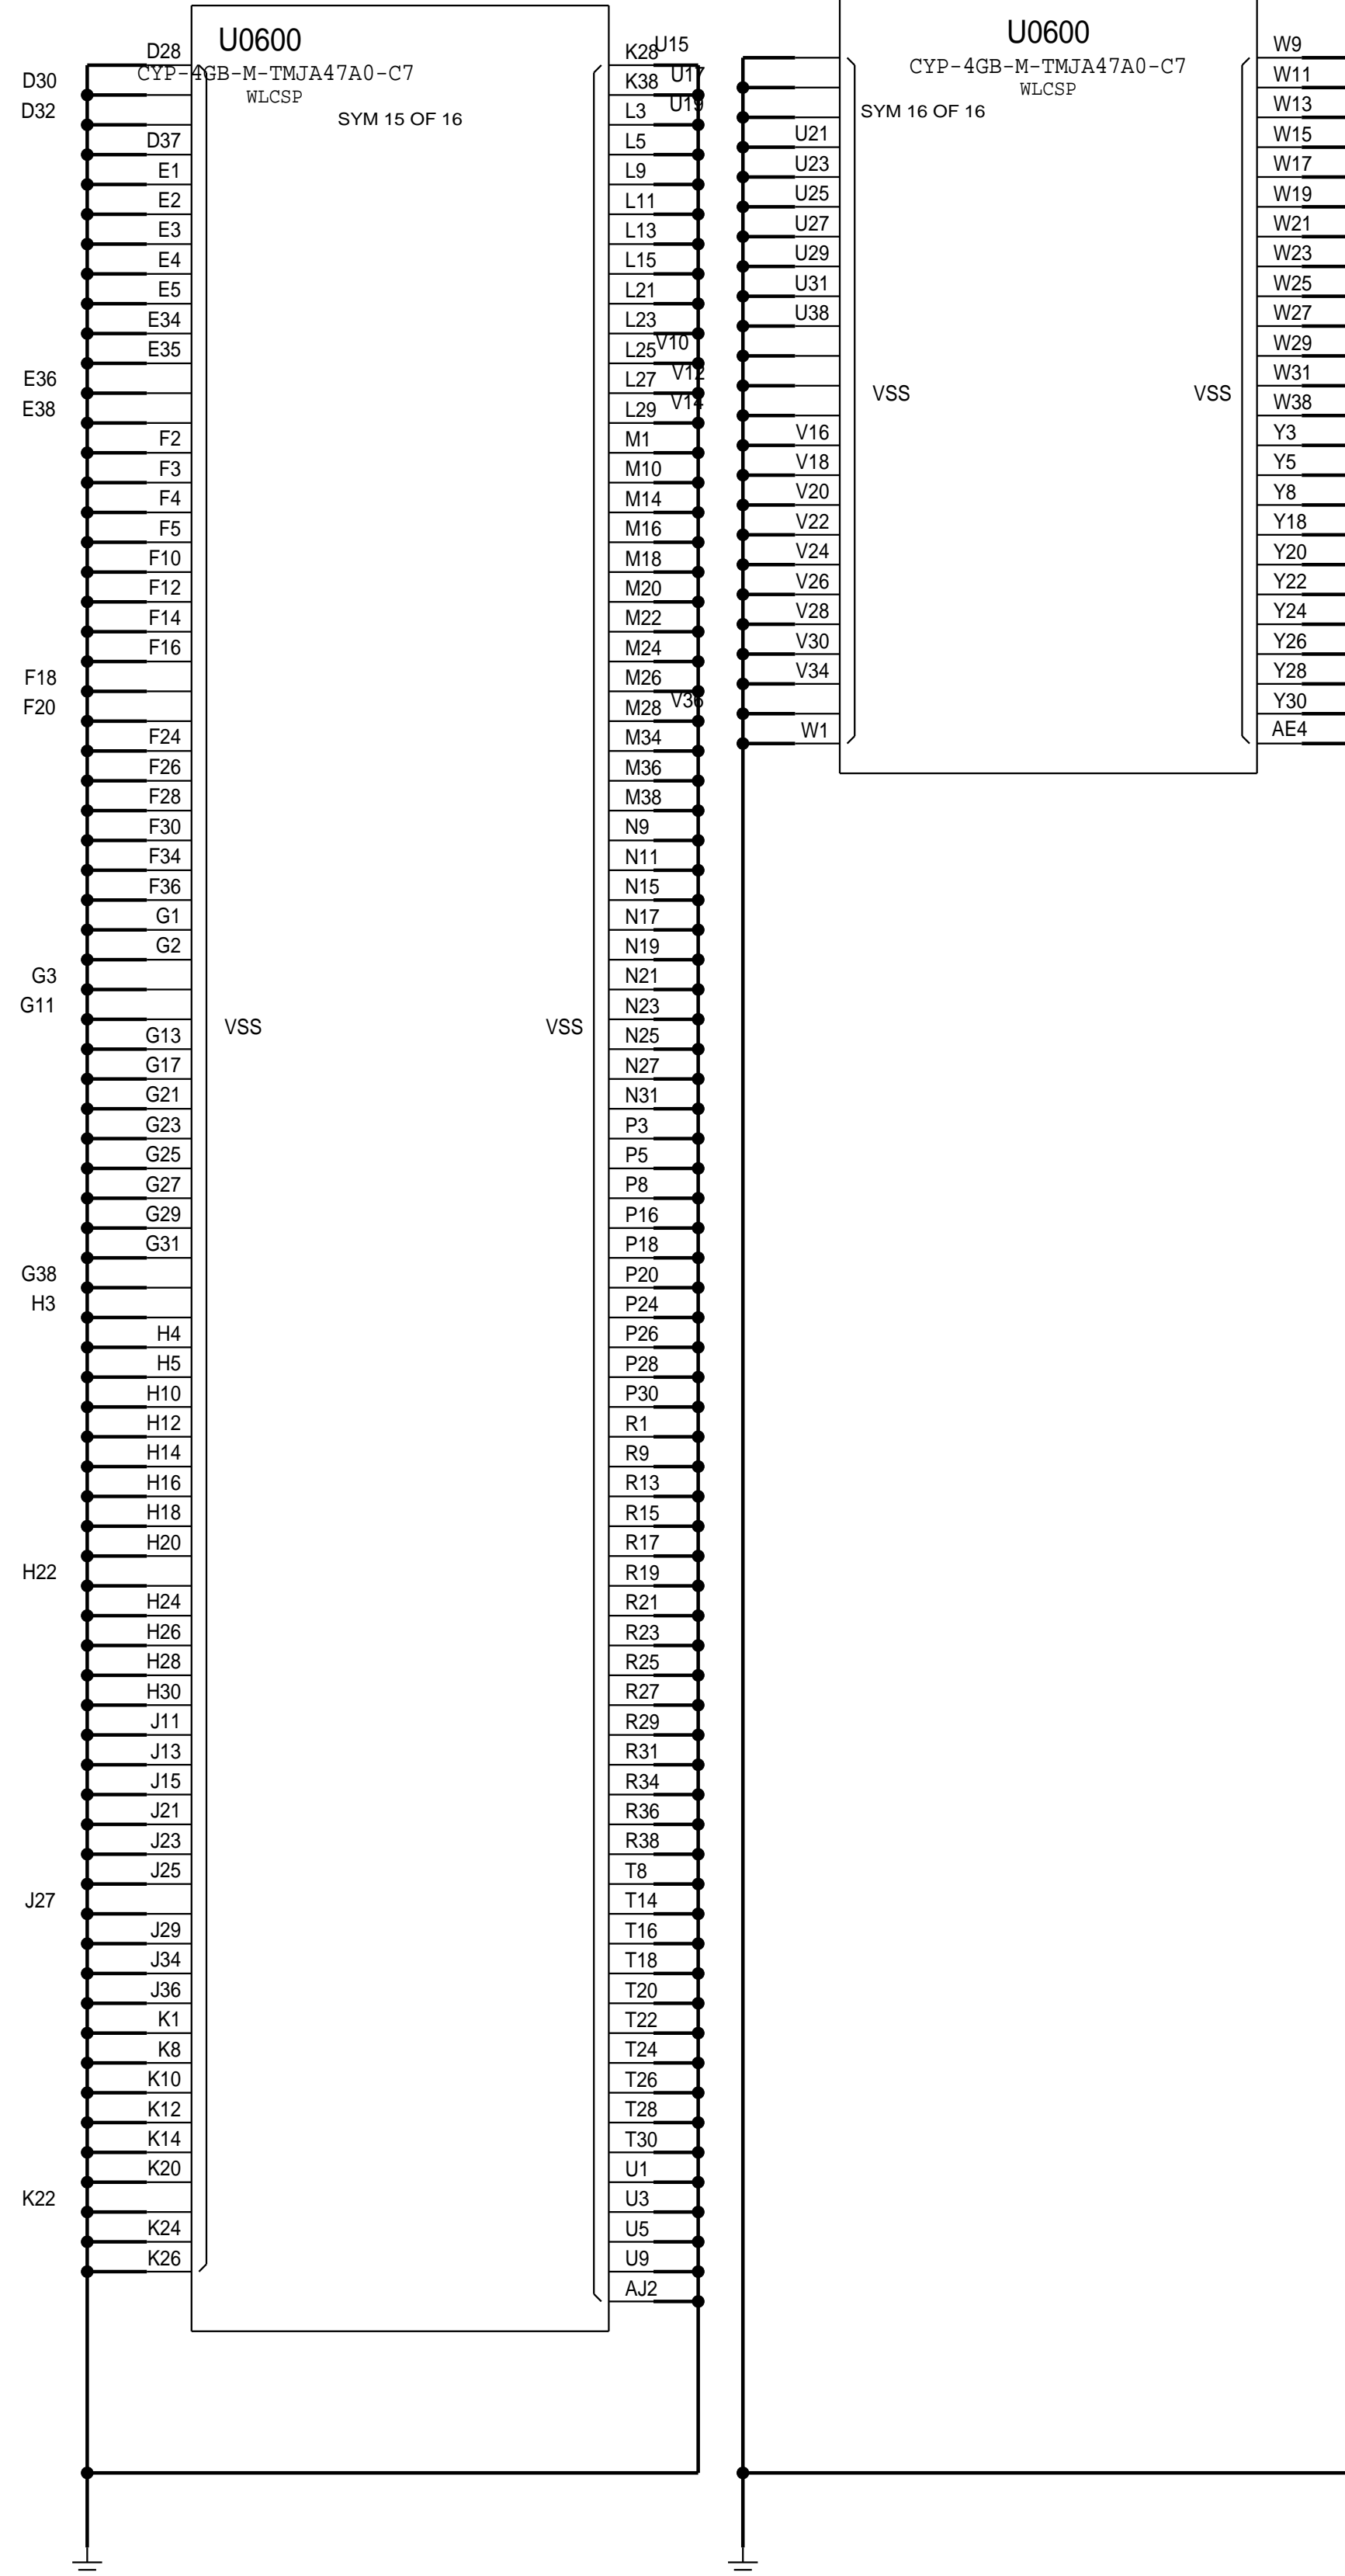 U0600
CYP-4GB-M-TMJA47A0-C7
WLCSP
SYM 15 OF 16
D28
D30
D32
D37
E1
E2
E3
E4
E5
E34
E35
E36
E38
F2
F3
F4
F5
F10
F12
F14
F16
F18
F20
F24
F26
F28
F30
F34
F36
G1
G2
G3
G11
G13
G17
G21
G23
G25
G27
G29
G31
G38
H3
H4
H5
H10
H12
H14
H16
H18
H20
H22
H24
H26
H28
H30
J11
J13
J15
J21
J23
J25
J27
J29
J34
J36
K1
K8
K10
K12
K14
K20
K22
K24
K26
VSS
VSS
K28
K38
L3
L5
L9
L11
L13
L15
L21
L23
L25
L27
L29
M1
M10
M14
M16
M18
M20
M22
M24
M26
M28
M34
M36
M38
N9
N11
N15
N17
N19
N21
N23
N25
N27
N31
P3
P5
P8
P16
P18
P20
P24
P26
P28
P30
R1
R9
R13
R15
R17
R19
R21
R23
R25
R27
R29
R31
R34
R36
R38
T8
T14
T16
T18
T20
T22
T24
T26
T28
T30
U1
U3
U5
U9
AJ2
U0600
CYP-4GB-M-TMJA47A0-C7
WLCSP
SYM 16 OF 16
U15
U17
U19
U21
U23
U25
U27
U29
U31
U38
V10
V12
V14
V16
V18
V20
V22
V24
V26
V28
V30
V34
V36
W1
VSS
VSS
W9
W11
W13
W15
W17
W19
W21
W23
W25
W27
W29
W31
W38
Y3
Y5
Y8
Y18
Y20
Y22
Y24
Y26
Y28
Y30
AE4